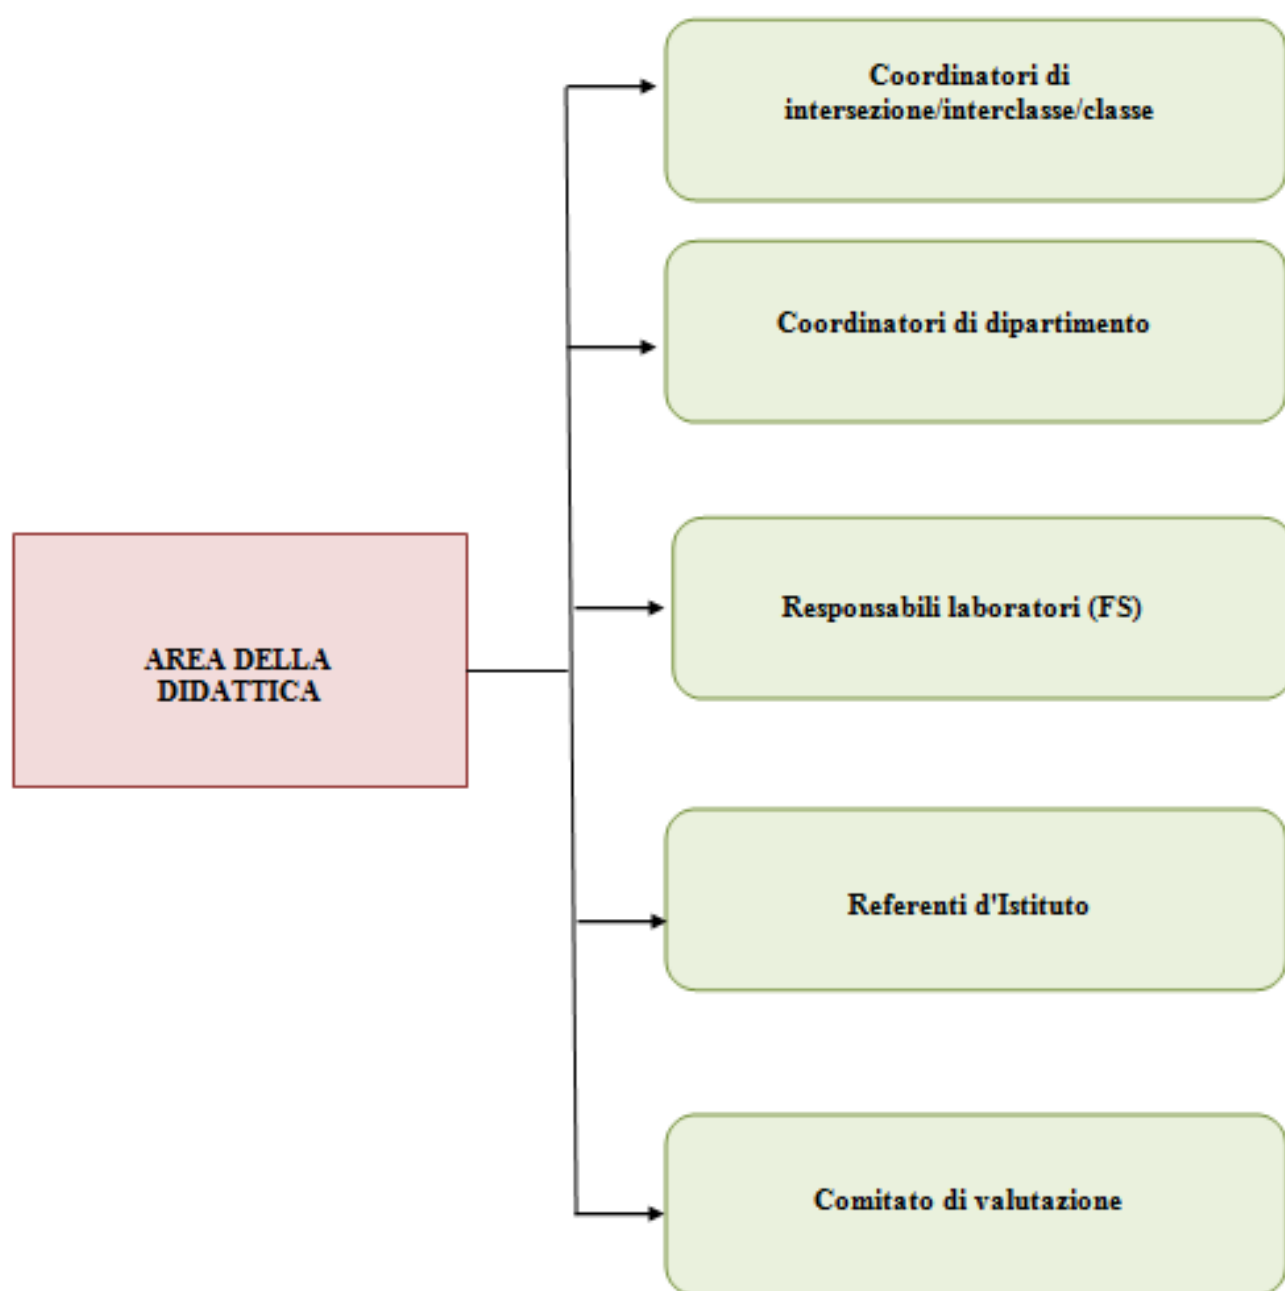 Coordinatori di
intersezione/interclasse/classe
Coordinatori di dipartimento
Responsabili laboratori (FS)
AREA DELLA
DIDATTICA
Referenti d'Istituto
Comitato di valutazione